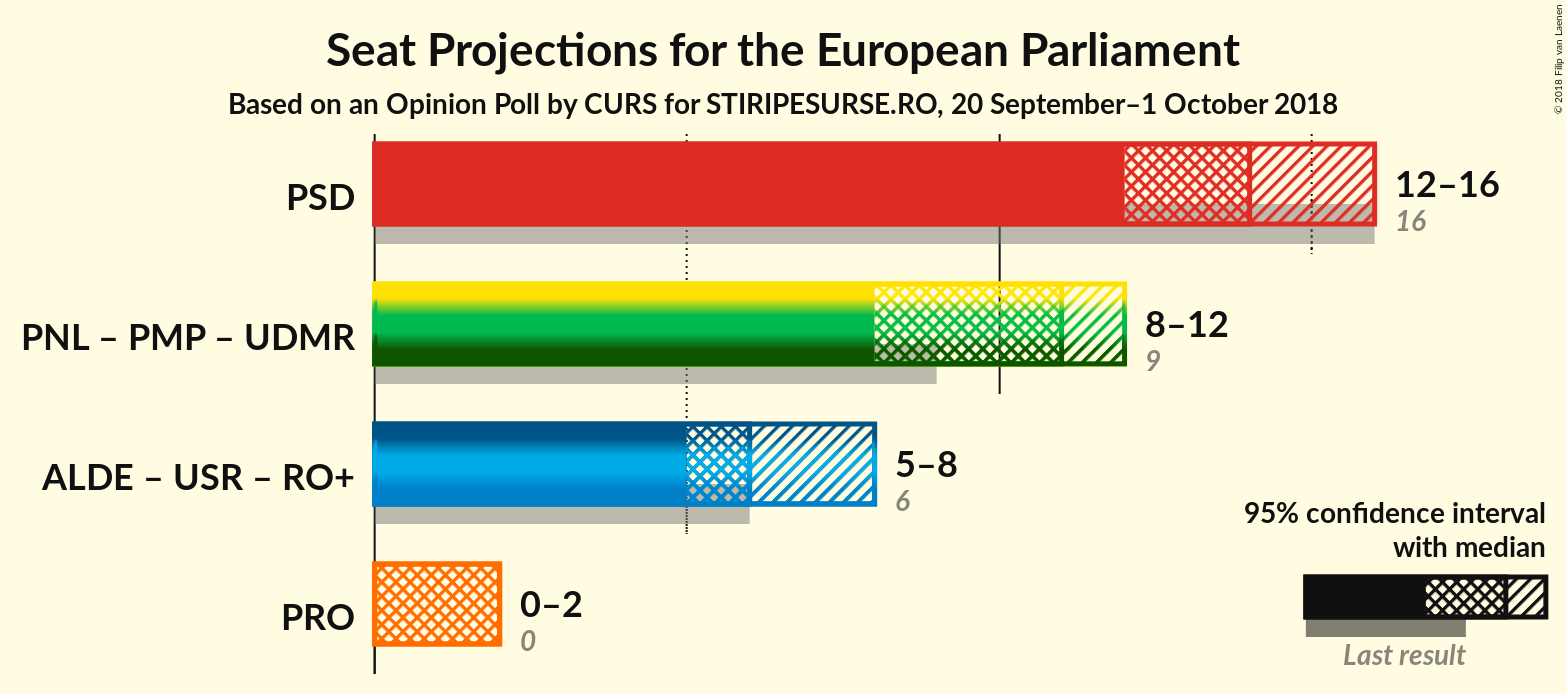 Seat Projections for the European Parliament
Based on an Opinion Poll by CURS for STIRIPESURSE.RO, 20 September–1 October 2018
© 2018 Filip van Laenen
PSD
12–16
16
PNL – PMP – UDMR
8–12
9
ALDE – USR – RO+
5–8
6
PRO
0–2
0
95% confidence interval
with median
Last result